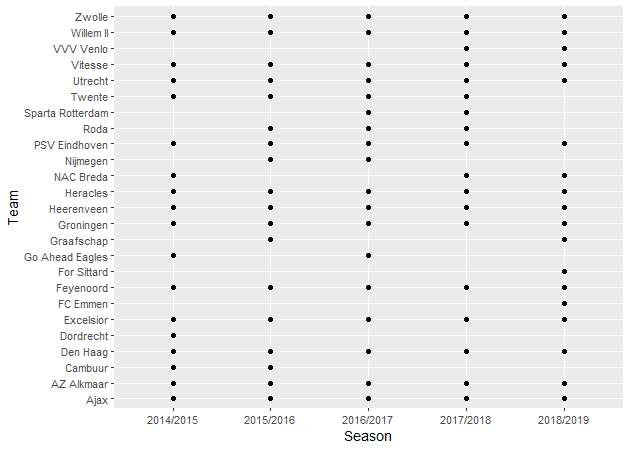 Zwolle
Willem II
VVV Venlo
Vitesse
Utrecht
Twente
Sparta Rotterdam
Roda
PSV Eindhoven
Nijmegen
NAC Breda
Heracles
Heerenveen
Groningen
Graafschap
Go Ahead Eagles
For Sittard
Feyenoord
FC Emmen
Excelsior
Dordrecht
Den Haag
Cambuur
AZ Alkmaar
Ajax
Team
2014/2015 2015/2016 2016/2017 2017/2018 2018/2019
Season